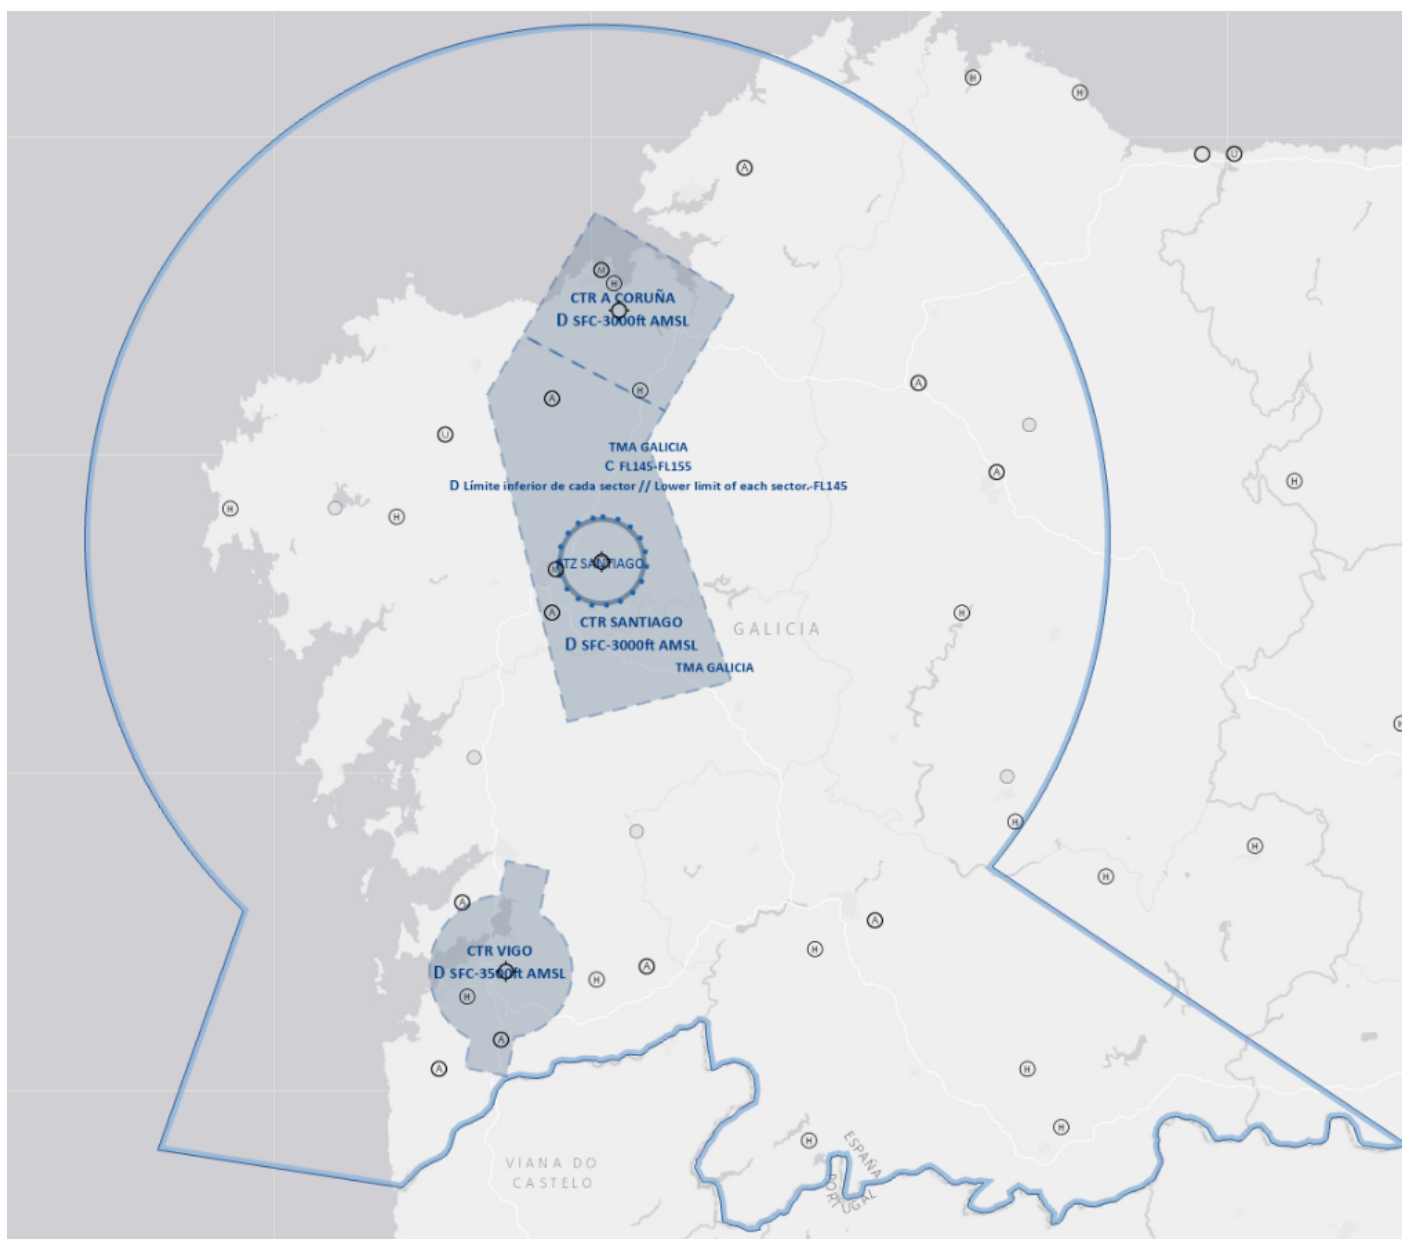 H
H
A
U
M
H
CTR A CORUÑA
D SFC-3000ft AMSL
A
H
A
U
TMA GALICIA
C FL145-FL155
D Límite inferior de cada sector // Lower limit of each sector.-FL145
A
H
H
H
ATZ SANTIAGO
M
A
H
CTR SANTIAGO
D SFC-3000ft AMSL
GALICIA
TMA GALICIA
H
H
H
H
A
A
H
CTR VIGO
D SFC-3500ft AMSL
A
H
H
A
A
H
H
H
ESPAÑA
PORTUGAL
VIANA DO
CASTELO